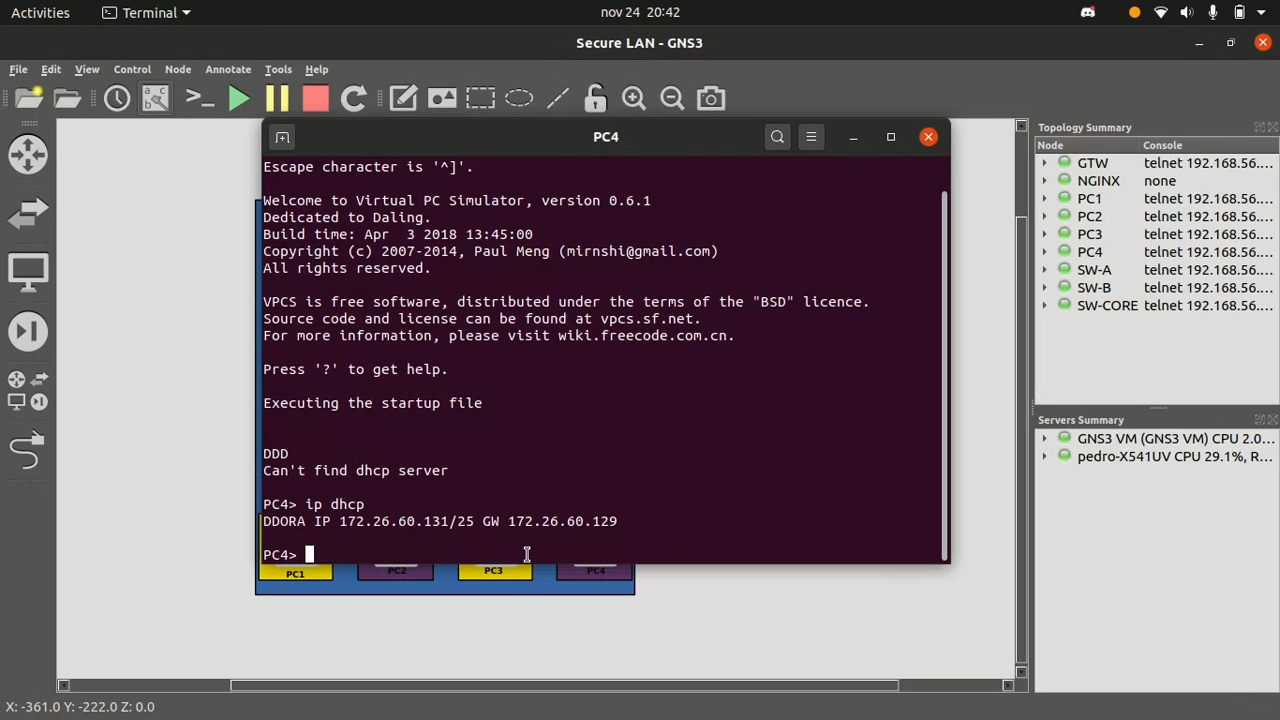 Activities
Terminal
nov 24 20:42
Secure LAN - GNS3
File Edit View Control Node Annotate Tools Help
PC4
Escape character is '^]'.
Welcome to Virtual PC Simulator, version 0.6.1
Dedicated to Daling.
Build time: Apr  3 2018 13:45:00
Copyright (c) 2007-2014, Paul Meng (mirnshi@gmail.com)
All rights reserved.
VPCS is free software, distributed under the terms of the "BSD" licence.
Source code and license can be found at vpcs.sf.net.
For more information, please visit wiki.freecode.com.cn.
Press '?' to get help.
Executing the startup file
DDD
Can't find dhcp server
PC4> ip dhcp
DDORA IP 172.26.60.131/25 GW 172.26.60.129
PC4>
PC1 PC2 PC3 PC4
Topology Summary
Node Console
GTW telnet 192.168.56....
NGINX none
PC1 telnet 192.168.56....
PC2 telnet 192.168.56....
PC3 telnet 192.168.56....
PC4 telnet 192.168.56....
SW-A telnet 192.168.56....
SW-B telnet 192.168.56....
SW-CORE telnet 192.168.56....
Servers Summary
GNS3 VM (GNS3 VM) CPU 2.0...
pedro-X541UV CPU 29.1%, R...
X: -361.0 Y: -222.0 Z: 0.0